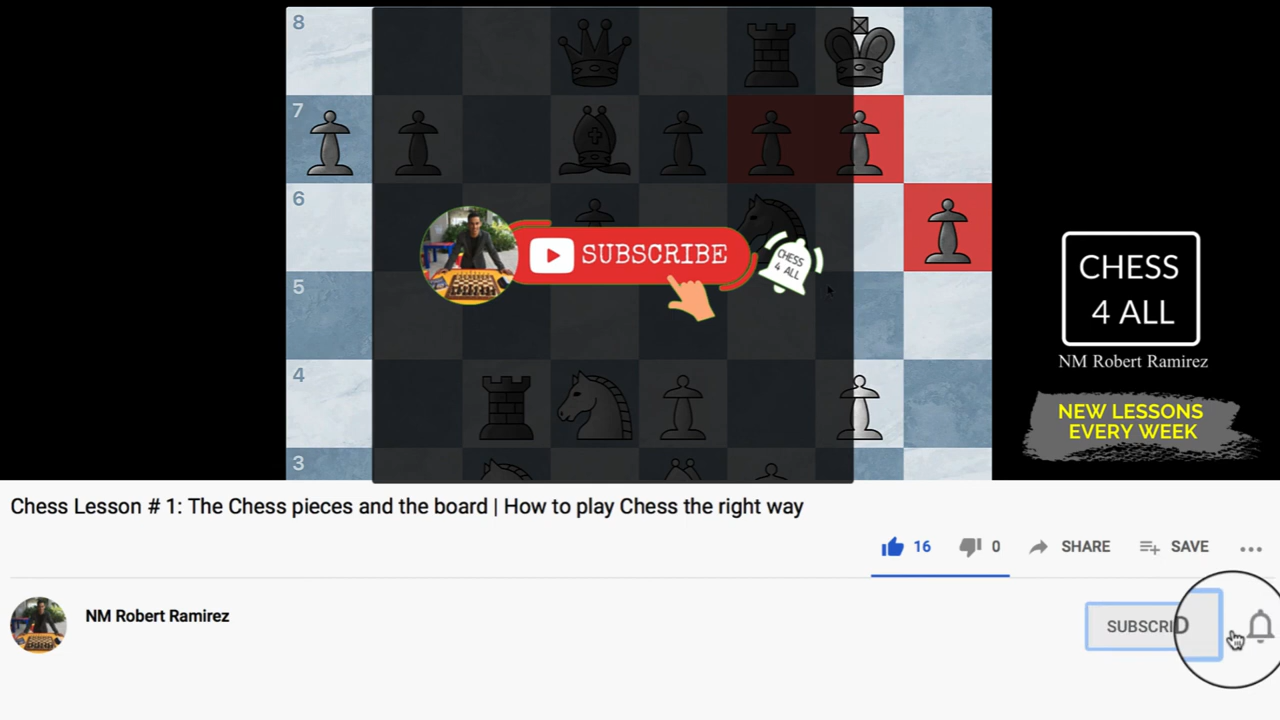 8
7
6
5
4
3
SUBSCRIBE
CHESS
4 ALL
CHESS
4 ALL
NM Robert Ramirez
NEW LESSONS
EVERY WEEK
Chess Lesson # 1: The Chess pieces and the board | How to play Chess the right way
16
0
SHARE
SAVE
NM Robert Ramirez
SUBSCRID